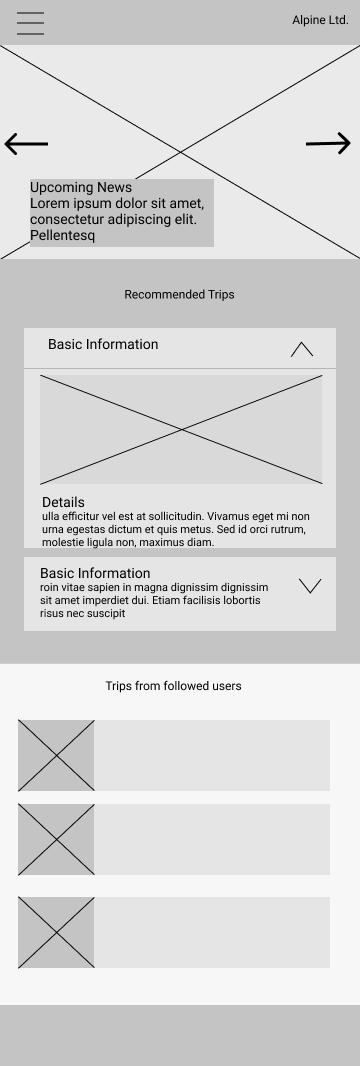 Alpine Ltd.
Upcoming News
Lorem ipsum dolor sit amet,
consectetur adipiscing elit.
Pellentesq
Recommended Trips
Basic Information
Details
ulla efficitur vel est at sollicitudin. Vivamus eget mi non
urna egestas dictum et quis metus. Sed id orci rutrum,
molestie ligula non, maximus diam.
Basic Information
roin vitae sapien in magna dignissim dignissim
sit amet imperdiet dui. Etiam facilisis lobortis
risus nec suscipit
Trips from followed users